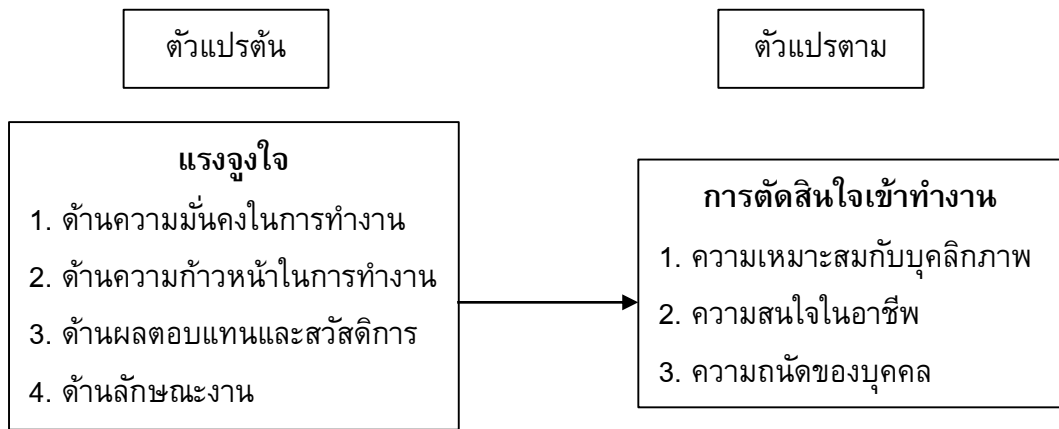 ตัวแปรต้น
ตัวแปรตาม
แรงจูงใจ
1. ด้านความมั่นคงในการทำงาน
2. ด้านความก้าวหน้าในการทำงาน
3. ด้านผลตอบแทนและสวัสดิการ
4. ด้านลักษณะงาน
การตัดสินใจเข้าทำงาน
1. ความเหมาะสมกับบุคลิกภาพ
2. ความสนใจในอาชีพ
3. ความถนัดของบุคคล